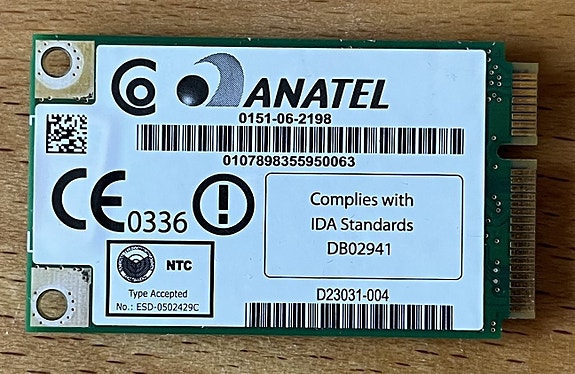 ANATEL
0151-06-2198
0107898355950063
CE 0336
Complies with
IDA Standards
DB02941
NTC
Type Accepted
No.: ESD-0502429C
D23031-004